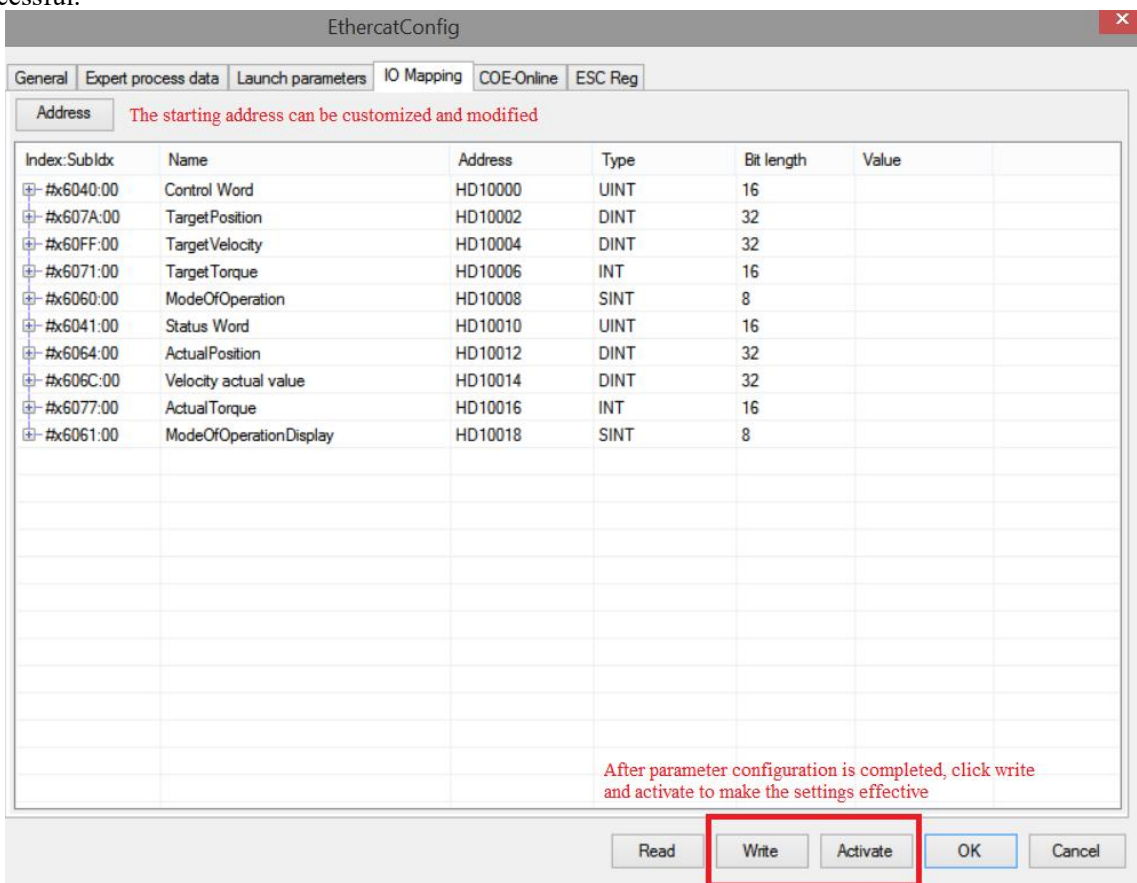 EthercatConfig
General Expert process data Launch parameters IO Mapping COE-Online ESC Reg
Address The starting address can be customized and modified
Index:SubIdx Name Address Type Bit length Value
#x6040:00 Control Word HD10000 UINT 16
#x607A:00 TargetPosition HD10002 DINT 32
#x60FF:00 TargetVelocity HD10004 DINT 32
#x6071:00 TargetTorque HD10006 INT 16
#x6060:00 ModeOfOperation HD10008 SINT 8
#x6041:00 Status Word HD10010 UINT 16
#x6064:00 ActualPosition HD10012 DINT 32
#x606C:00 Velocity actual value HD10014 DINT 32
#x6077:00 ActualTorque HD10016 INT 16
#x6061:00 ModeOfOperationDisplay HD10018 SINT 8
After parameter configuration is completed, click write
and activate to make the settings effective
Read Write Activate OK Cancel